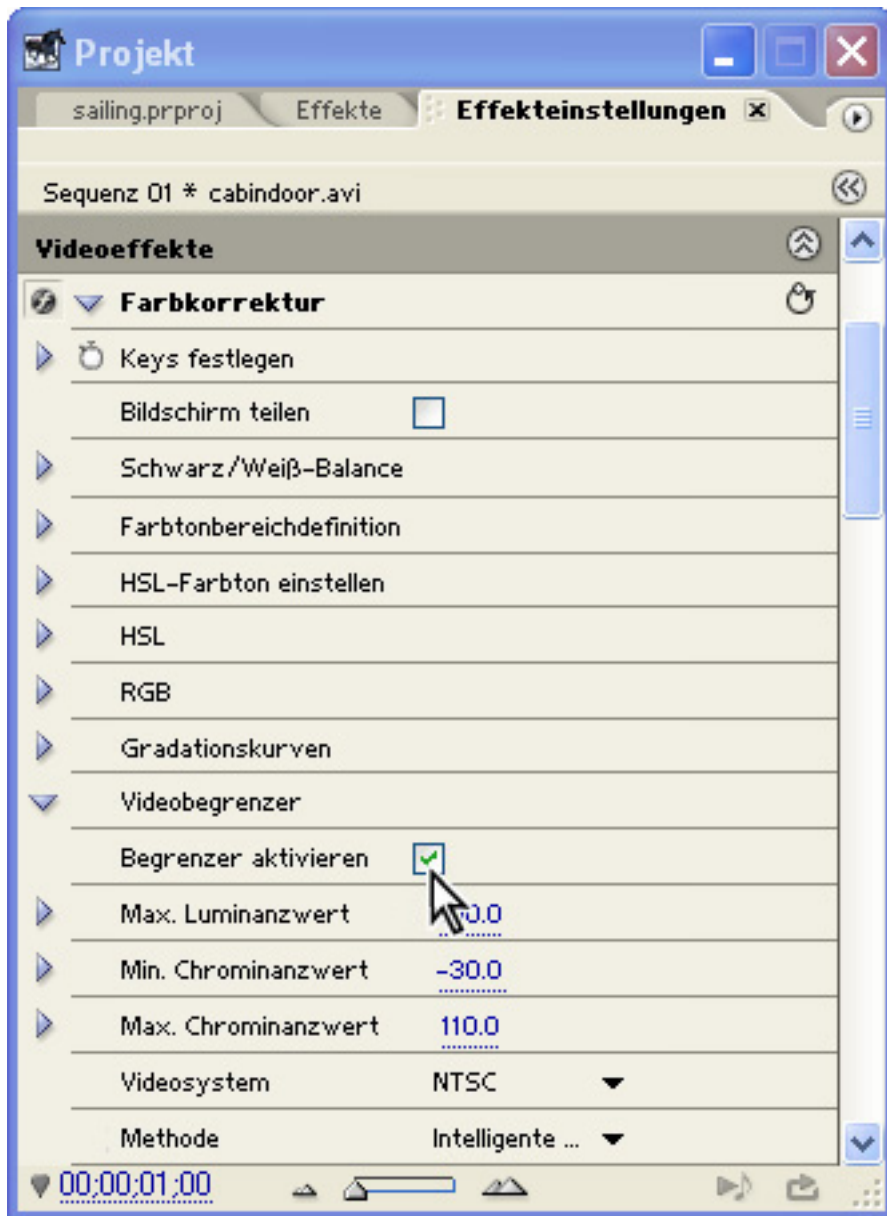 Projekt
sailing.prproj Effekte Effekteinstellungen
Sequenz 01 * cabindoor.avi
Videoeffekte
Farbkorrektur
Keys festlegen
Bildschirm teilen
Schwarz/Weiß-Balance
Farbtonbereichdefinition
HSL-Farbton einstellen
HSL
RGB
Gradationskurven
Videobegrenzer
Begrenzer aktivieren
Max. Luminanzwert
Min. Chrominanzwert -30.0
Max. Chrominanzwert 110.0
Videosystem NTSC
Methode Intelligente ...
00;00;01;00